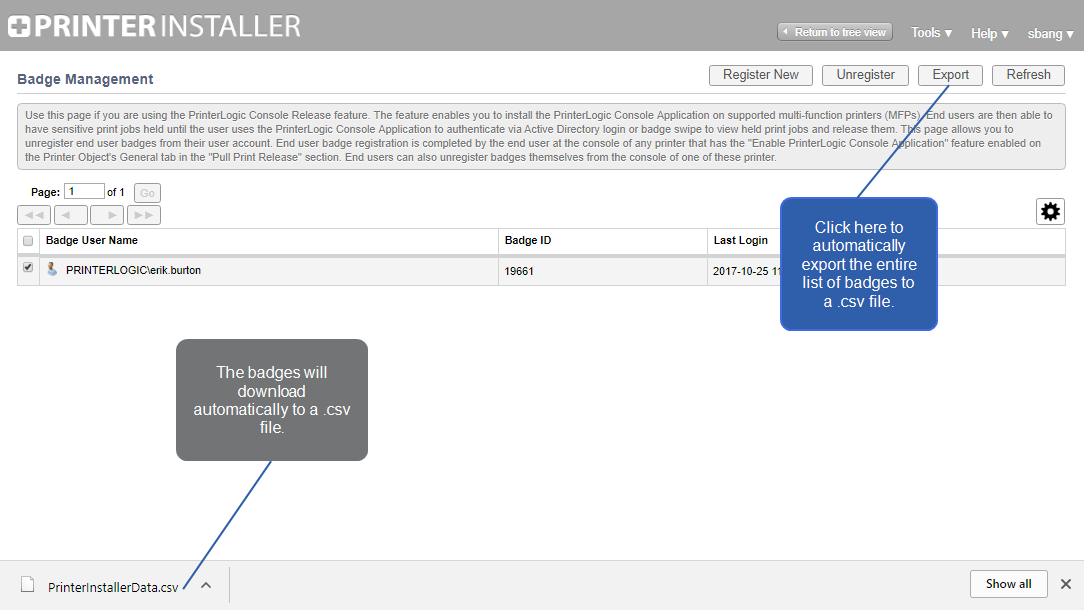 PRINTER INSTALLER
Return to tree view Tools ▾ Help ▾ sbang ▾
Badge Management
Register New Unregister Export Refresh
Use this page if you are using the PrinterLogic Console Release feature. The feature enables you to install the PrinterLogic Console Application on supported multi-function printers (MFPs). End users are then able to
have sensitive print jobs held until the user uses the PrinterLogic Console Application to authenticate via Active Directory login or badge swipe to view held print jobs and release them. This page allows you to
unregister end user badges from their user account. End user badge registration is completed by the end user at the console of any printer that has the "Enable PrinterLogic Console Application" feature enabled on
the Printer Object's General tab in the "Pull Print Release" section. End users can also unregister badges themselves from the console of one of these printer.
Page: 1 of 1 Go
Badge User Name Badge ID Last Login
PRINTERLOGIC\erik.burton 19661 2017-10-25
Click here to
automatically
export the entire
list of badges to
a .csv file.
The badges will
download
automatically to a .csv
file.
PrinterInstallerData.csv
Show all